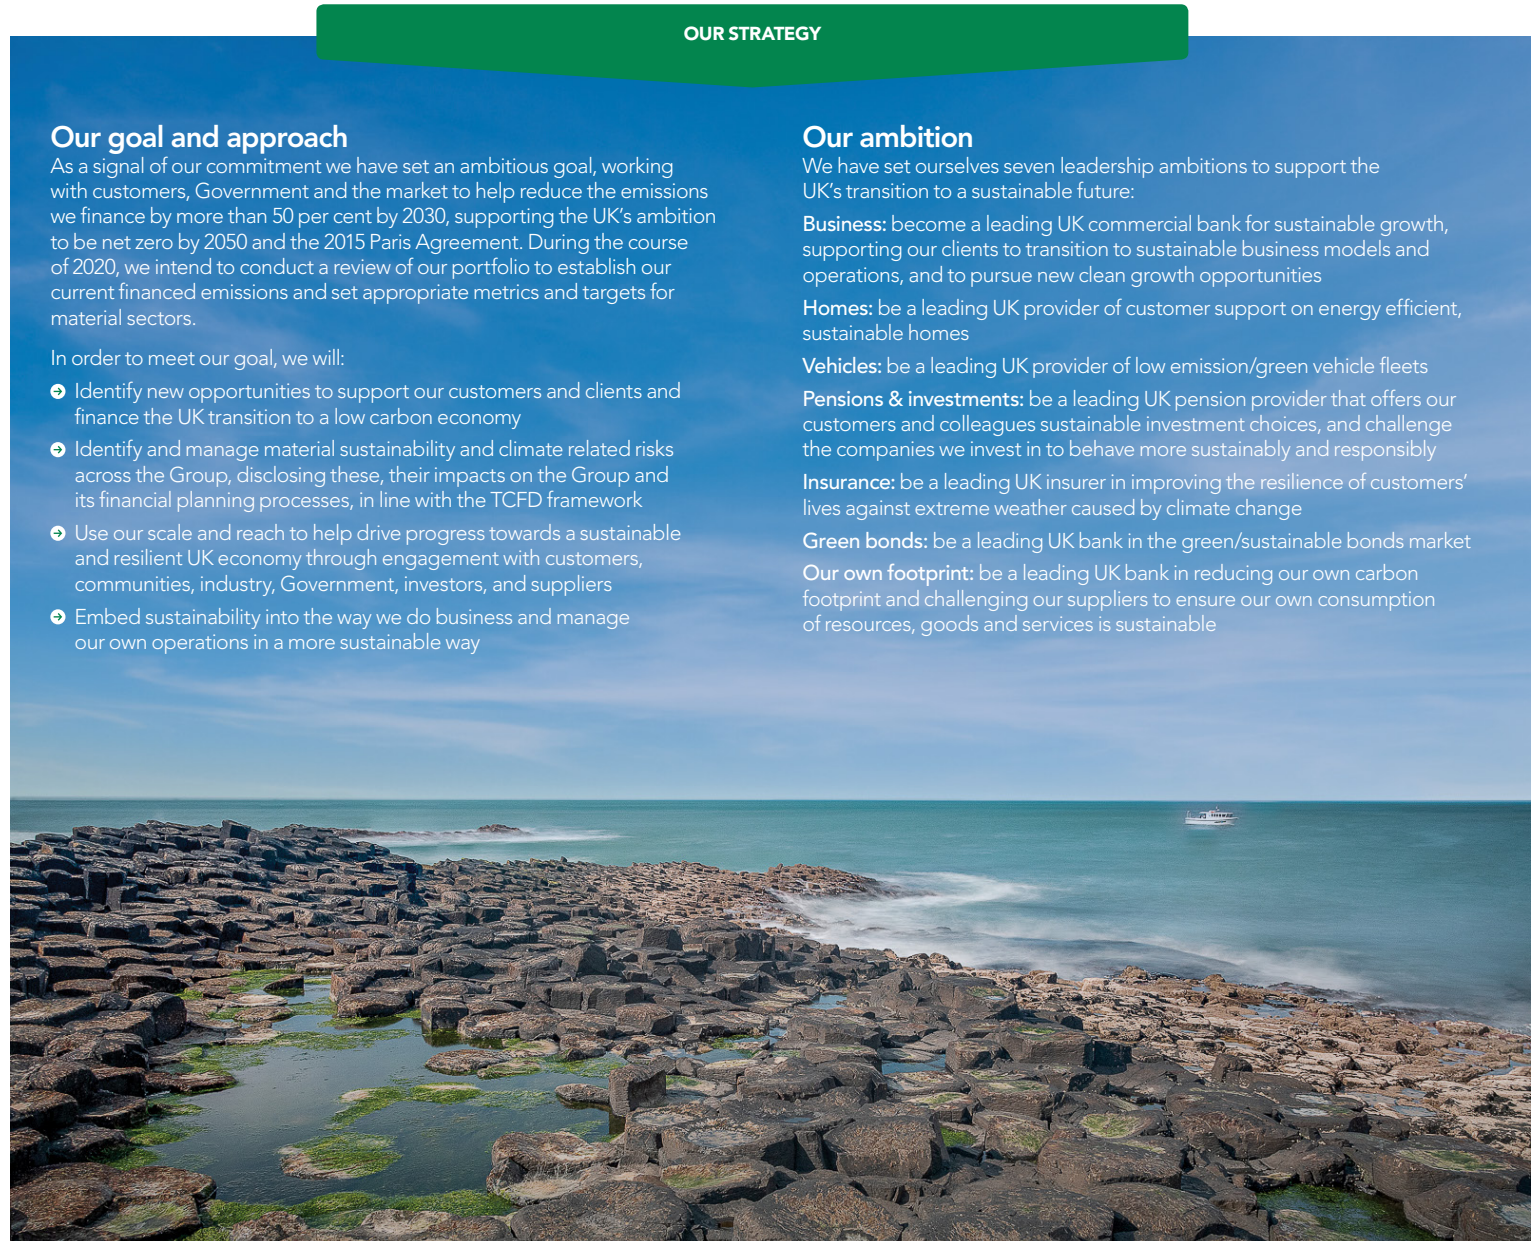 OUR STRATEGY
Our goal and approach
As a signal of our commitment we have set an ambitious goal, working
with customers, Government and the market to help reduce the emissions
we finance by more than 50 per cent by 2030, supporting the UK's ambition
to be net zero by 2050 and the 2015 Paris Agreement. During the course
of 2020, we intend to conduct a review of our portfolio to establish our
current financed emissions and set appropriate metrics and targets for
material sectors.
In order to meet our goal, we will:
Identify new opportunities to support our customers and clients and
finance the UK transition to a low carbon economy
Identify and manage material sustainability and climate related risks
across the Group, disclosing these, their impacts on the Group and
its financial planning processes, in line with the TCFD framework
Use our scale and reach to help drive progress towards a sustainable
and resilient UK economy through engagement with customers,
communities, industry, Government, investors, and suppliers
Embed sustainability into the way we do business and manage
our own operations in a more sustainable way
Our ambition
We have set ourselves seven leadership ambitions to support the
UK's transition to a sustainable future:
Business: become a leading UK commercial bank for sustainable growth,
supporting our clients to transition to sustainable business models and
operations, and to pursue new clean growth opportunities
Homes: be a leading UK provider of customer support on energy efficient,
sustainable homes
Vehicles: be a leading UK provider of low emission/green vehicle fleets
Pensions & investments: be a leading UK pension provider that offers our
customers and colleagues sustainable investment choices, and challenge
the companies we invest in to behave more sustainably and responsibly
Insurance: be a leading UK insurer in improving the resilience of customers'
lives against extreme weather caused by climate change
Green bonds: be a leading UK bank in the green/sustainable bonds market
Our own footprint: be a leading UK bank in reducing our own carbon
footprint and challenging our suppliers to ensure our own consumption
of resources, goods and services is sustainable